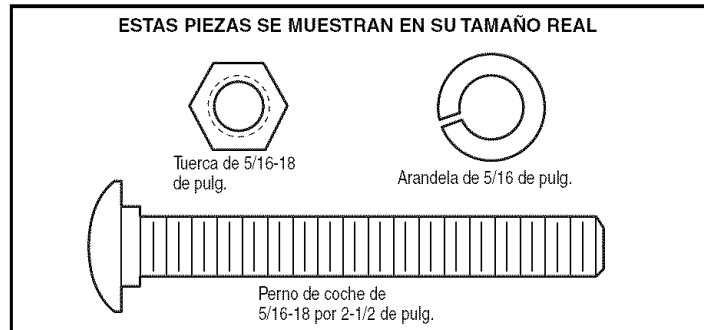 ESTAS PIEZAS SE MUESTRAN EN SU TAMAÑO REAL
Tuerca de 5/16-18
de pulg.
Arandela de 5/16 de pulg.
Perno de coche de
5/16-18 por 2-1/2 de pulg.